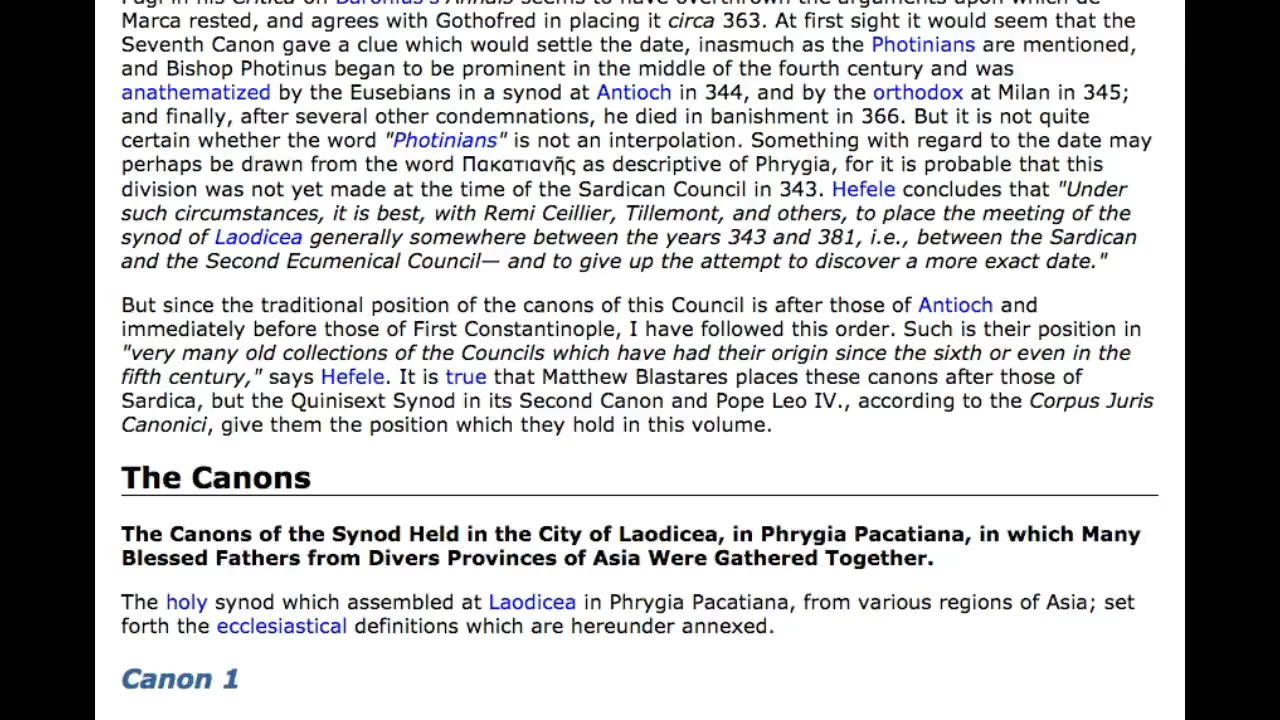 Marca rested, and agrees with Gothofred in placing it circa 363. At first sight it would seem that the
Seventh Canon gave a clue which would settle the date, inasmuch as the Photinians are mentioned,
and Bishop Photinus began to be prominent in the middle of the fourth century and was
anathematized by the Eusebians in a synod at Antioch in 344, and by the orthodox at Milan in 345;
and finally, after several other condemnations, he died in banishment in 366. But it is not quite
certain whether the word "Photinians" is not an interpolation. Something with regard to the date may
perhaps be drawn from the word Πακατιανῆς as descriptive of Phrygia, for it is probable that this
division was not yet made at the time of the Sardican Council in 343. Hefele concludes that "Under
such circumstances, it is best, with Remi Ceillier, Tillemont, and others, to place the meeting of the
synod of Laodicea generally somewhere between the years 343 and 381, i.e., between the Sardican
and the Second Ecumenical Council— and to give up the attempt to discover a more exact date."
But since the traditional position of the canons of this Council is after those of Antioch and
immediately before those of First Constantinople, I have followed this order. Such is their position in
"very many old collections of the Councils which have had their origin since the sixth or even in the
fifth century," says Hefele. It is true that Matthew Blastares places these canons after those of
Sardica, but the Quinisext Synod in its Second Canon and Pope Leo IV., according to the Corpus Juris
Canonici, give them the position which they hold in this volume.
The Canons
The Canons of the Synod Held in the City of Laodicea, in Phrygia Pacatiana, in which Many
Blessed Fathers from Divers Provinces of Asia Were Gathered Together.
The holy synod which assembled at Laodicea in Phrygia Pacatiana, from various regions of Asia; set
forth the ecclesiastical definitions which are hereunder annexed.
Canon 1